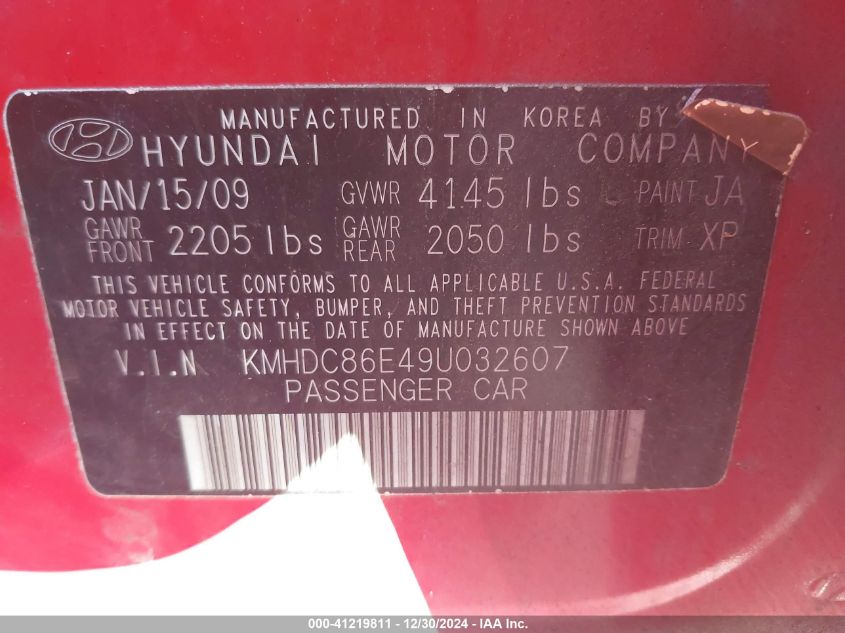 MANUFACTURED IN KOREA BY
HYUNDAI MOTOR COMPANY
JAN/15/09 GVWR 4145 lbs PAINT JA
GAWR FRONT 2205 lbs GAWR REAR 2050 lbs TRIM XP
THIS VEHICLE CONFORMS TO ALL APPLICABLE U.S.A. FEDERAL
MOTOR VEHICLE SAFETY, BUMPER, AND THEFT PREVENTION STANDARDS
IN EFFECT ON THE DATE OF MANUFACTURE SHOWN ABOVE
V.I.N KMHDC86E49U032607
PASSENGER CAR
000-41219811 - 12/30/2024 - IAA Inc.